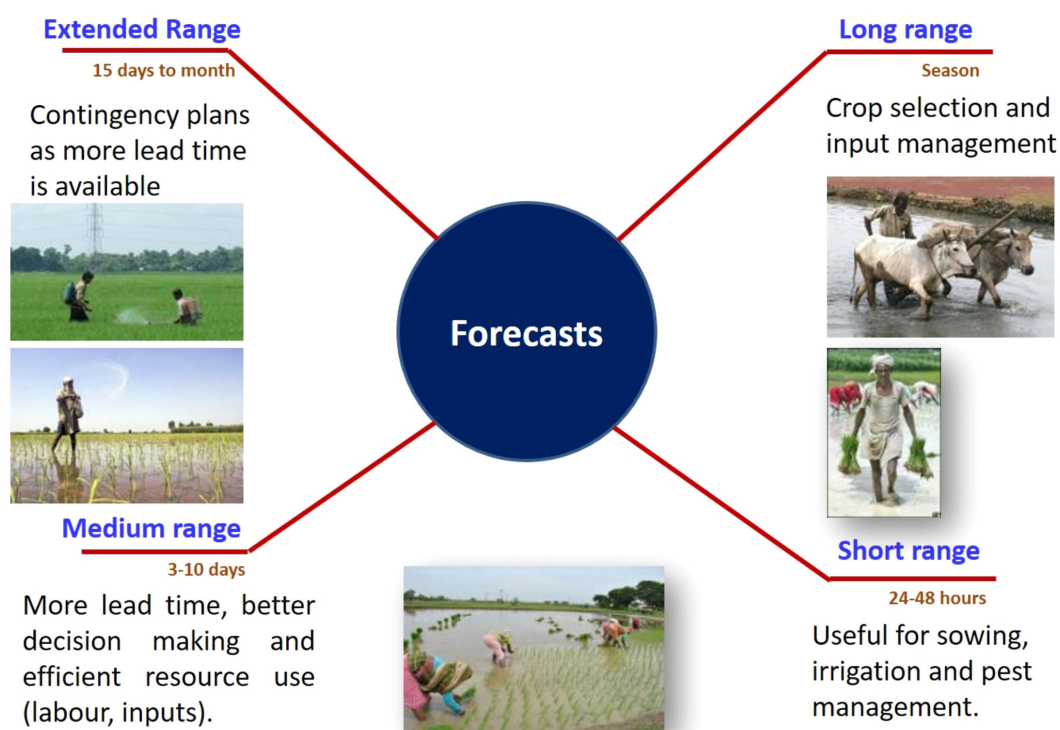 Extended Range
15 days to month
Contingency plans
as more lead time
is available
Long range
Season
Crop selection and
input management
Forecasts
Medium range
3-10 days
More lead time, better
decision making and
efficient resource use
(labour, inputs).
Short range
24-48 hours
Useful for sowing,
irrigation and pest
management.